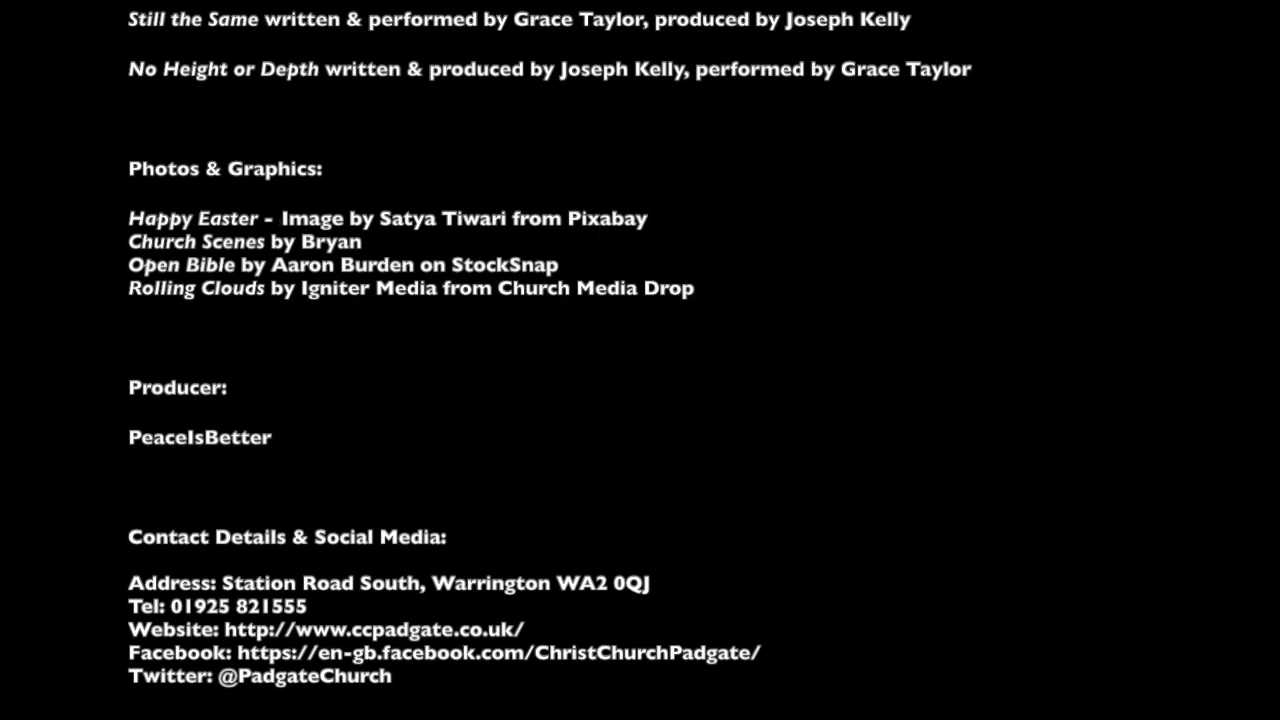 Still the Same written & performed by Grace Taylor, produced by Joseph Kelly
No Height or Depth written & produced by Joseph Kelly, performed by Grace Taylor
Photos & Graphics:
Happy Easter - Image by Satya Tiwari from Pixabay
Church Scenes by Bryan
Open Bible by Aaron Burden on StockSnap
Rolling Clouds by Igniter Media from Church Media Drop
Producer:
PeaceIsBetter
Contact Details & Social Media:
Address: Station Road South, Warrington WA2 0QJ
Tel: 01925 821555
Website: http://www.ccpadgate.co.uk/
Facebook: https://en-gb.facebook.com/ChristChurchPadgate/
Twitter: @PadgateChurch